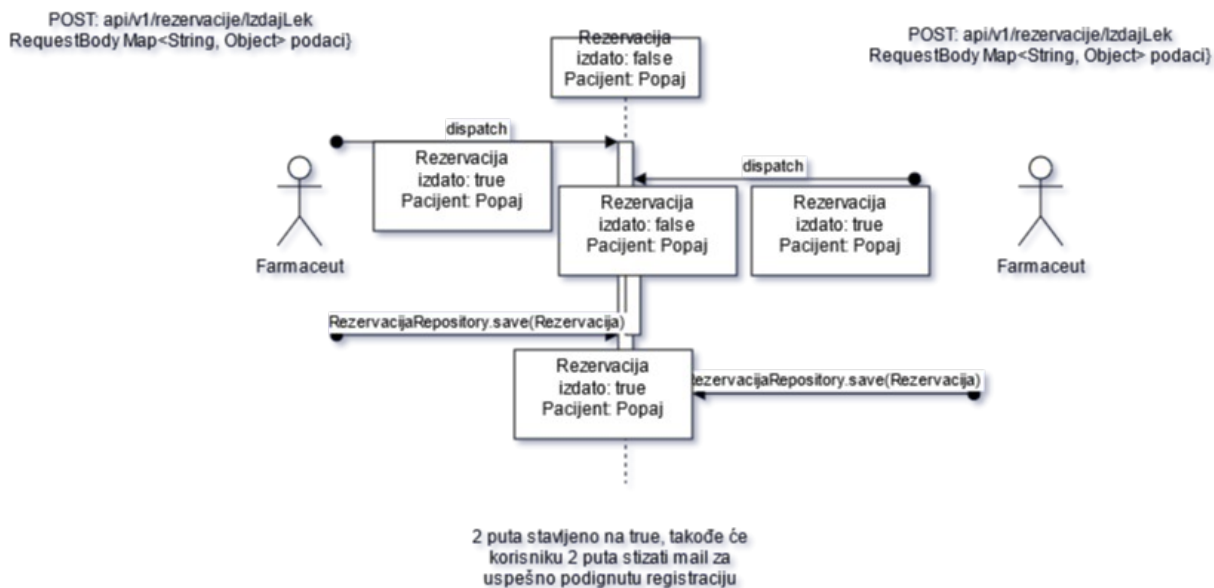 POST: api/v1/rezervacije/IzdajLek
RequestBody Map<String, Object> podaci}
POST: api/v1/rezervacije/IzdajLek
RequestBody Map<String, Object> podaci}
Rezervacija
izdato: false
Pacijent: Popaj
dispatch
Rezervacija
izdato: true
Pacijent: Popaj
dispatch
Rezervacija
izdato: false
Pacijent: Popaj
Rezervacija
izdato: true
Pacijent: Popaj
Farmaceut
Farmaceut
RezervacijaRepository.save(Rezervacija)
Rezervacija
izdato: true
Pacijent: Popaj
ezervacijaRepository.save(Rezervacija)
2 puta stavljeno na true, takođe će
korisniku 2 puta stizati mail za
uspešno podignutu registraciju